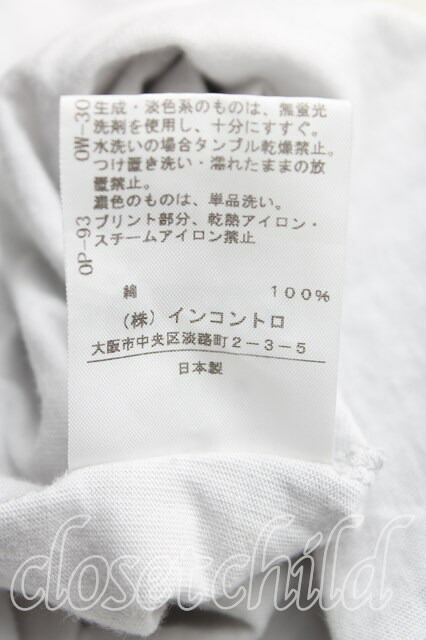 生成・淡色系のものは、無蛍光
洗剤を使用し、十分にすすぐ。
水洗いの場合タンブル乾燥禁止。
つけ置き洗い・濡れたままの放
置禁止。
濃色のものは、単品洗い。
プリント部分、乾熱アイロン・
スチームアイロン禁止
0W-30
0P-93
綿 100%
(株) インコントロ
大阪市中央区淡路町2-3-5
日本製
closetchild